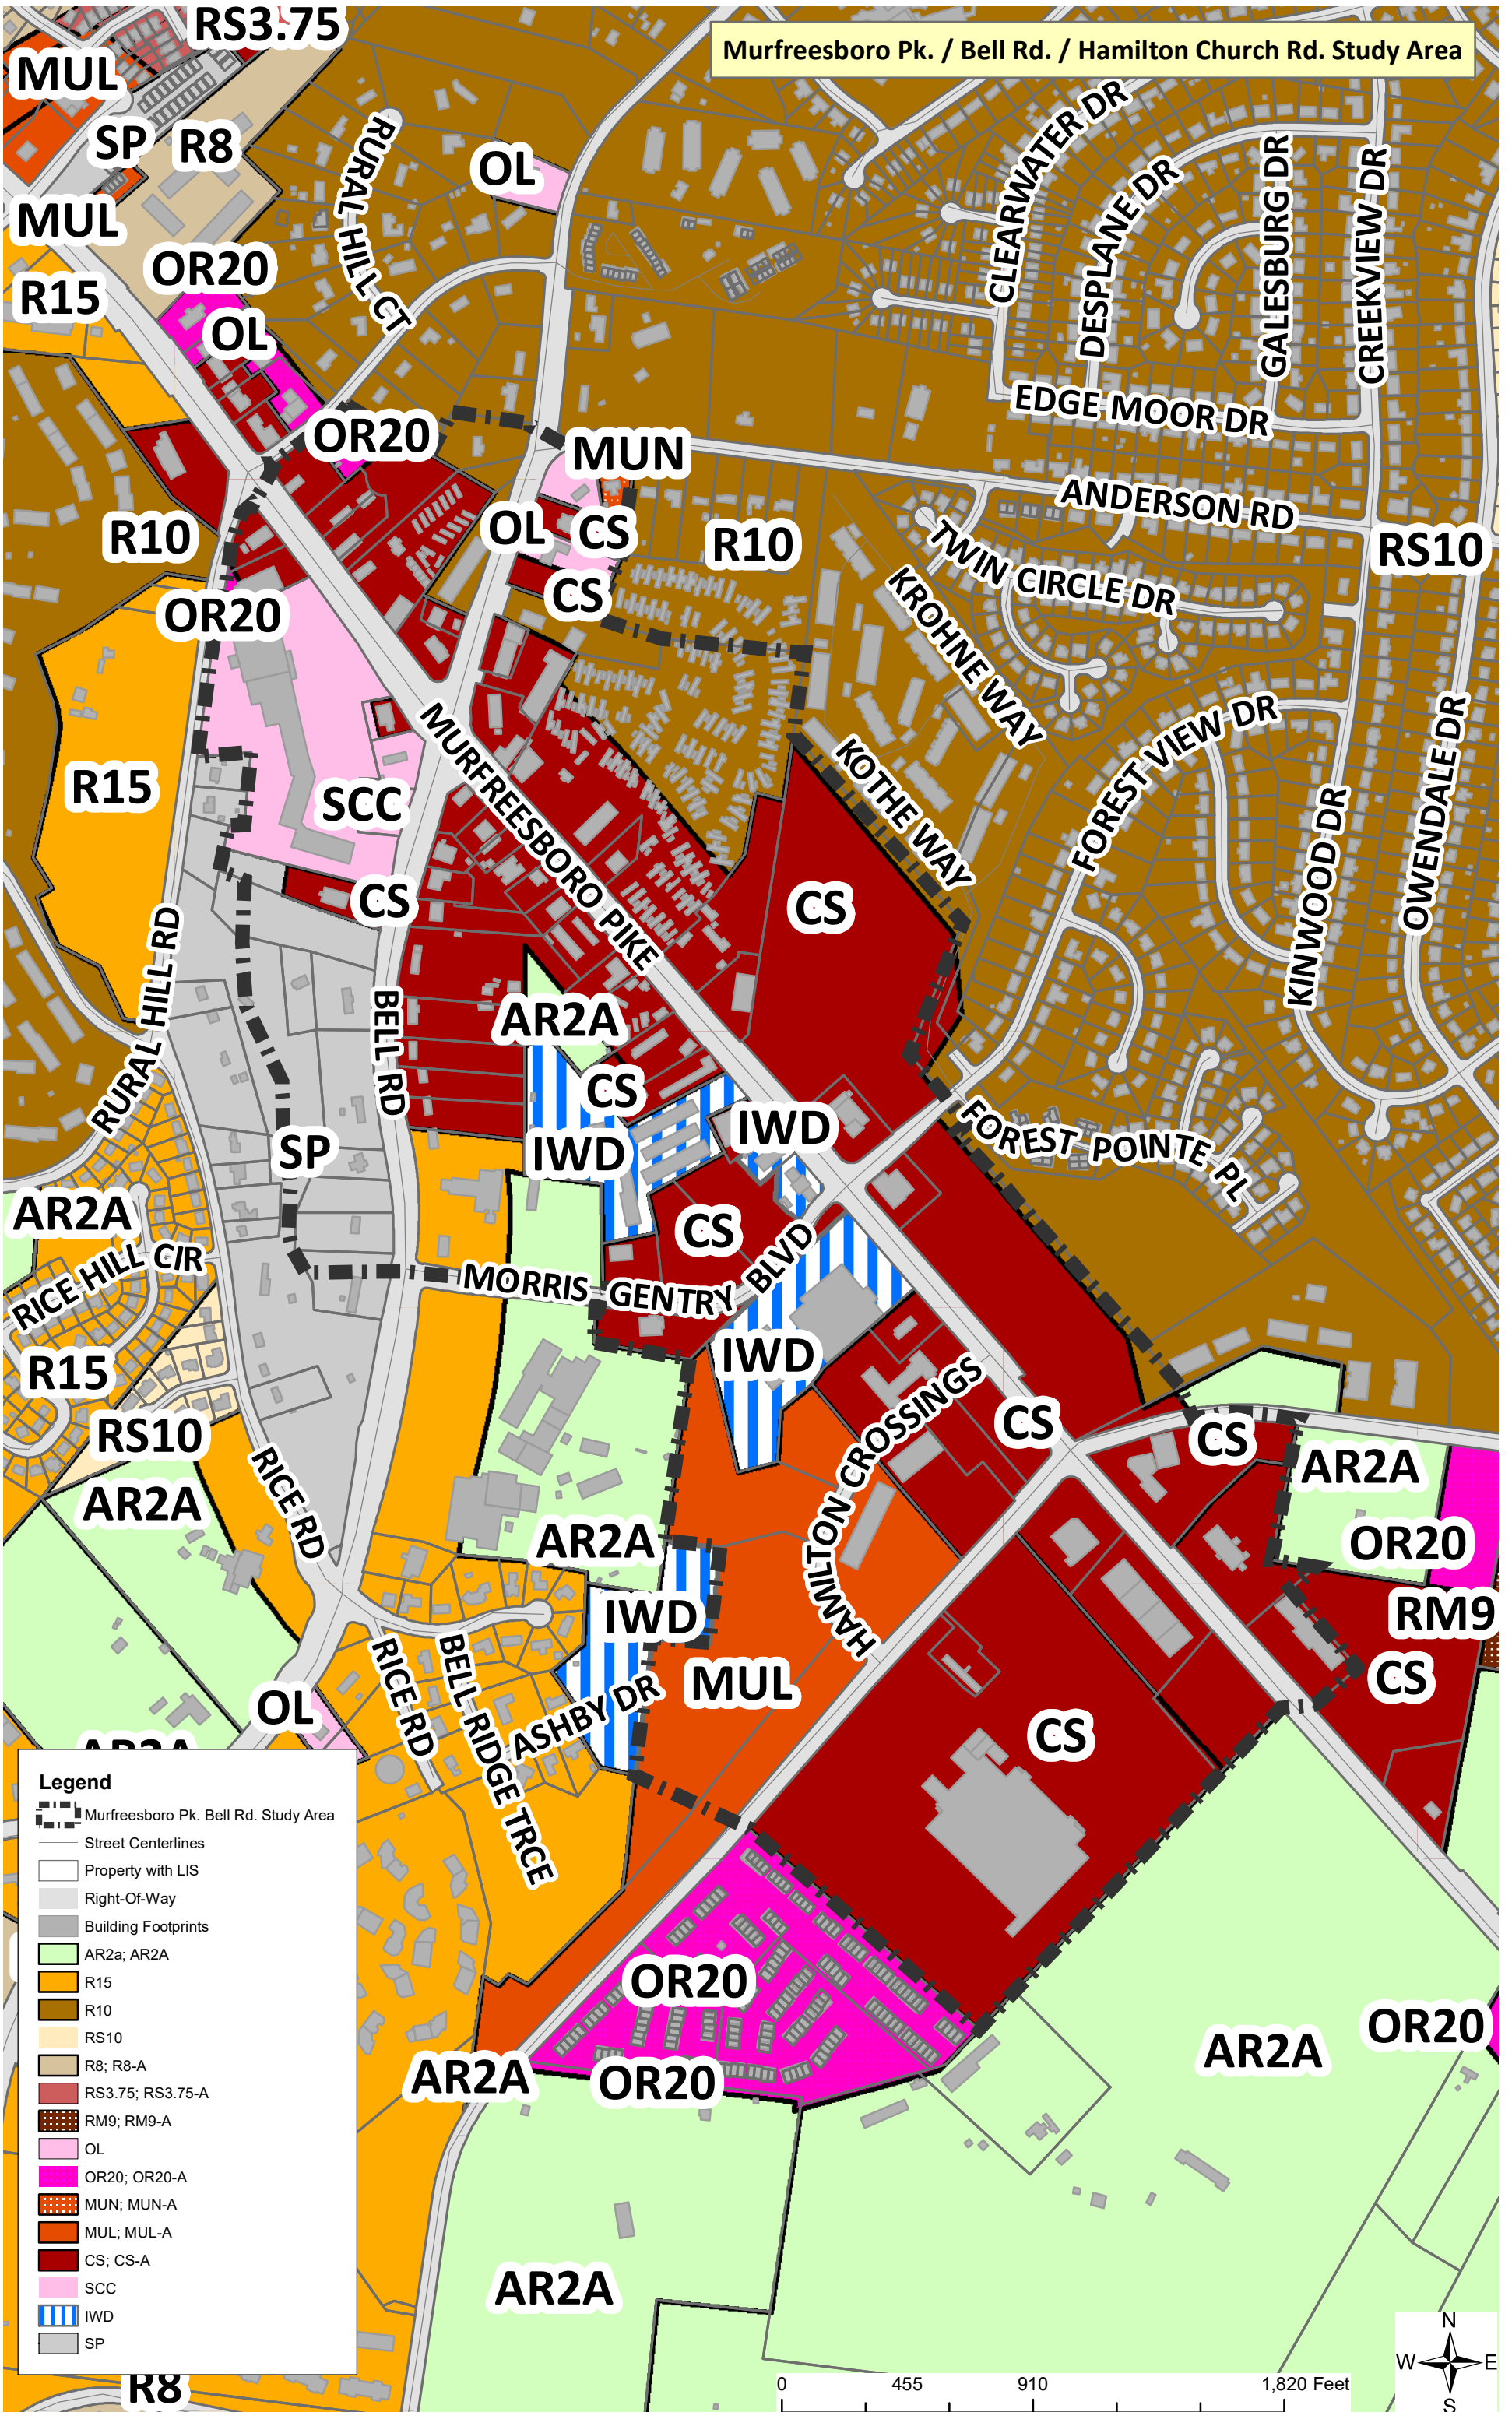 RS3.75
Murfreesboro Pk. / Bell Rd. / Hamilton Church Rd. Study Area
MUL
SP
R8
OL
RURAL HILL CT
CLEARWATER DR
DESPLANE DR
GALESBURG DR
CREEKVIEW DR
MUL
OR20
R15
OL
EDGE MOOR DR
OR20
MUN
ANDERSON RD
R10
OL
CS
R10
RS10
TWIN CIRCLE DR
CS
OR20
KROHNE WAY
FOREST VIEW DR
R15
SCC
MURFREESBORO PIKE
KOTHE WAY
KINWOOD DR
OWENDALE DR
CS
CS
RURAL HILL RD
BELL RD
AR2A
CS
IWD
IWD
FOREST POINTE PL
SP
AR2A
CS
RICE HILL CIR
MORRIS GENTRY BLVD
R15
IWD
RS10
HAMILTON CROSSINGS
CS
CS
AR2A
AR2A
RICE RD
AR2A
OR20
IWD
RM9
MUL
CS
RICE RD
BELL RIDGE TRCE
ASHBY DR
OL
CS
AR2A
Legend
Murfreesboro Pk. Bell Rd. Study Area
Street Centerlines
Property with LIS
Right-Of-Way
Building Footprints
AR2a; AR2A
R15
R10
RS10
R8; R8-A
RS3.75; RS3.75-A
RM9; RM9-A
OL
OR20; OR20-A
MUN; MUN-A
MUL; MUL-A
CS; CS-A
SCC
IWD
SP
OR20
OR20
AR2A
AR2A
OR20
AR2A
R8
0 455 910 1,820 Feet
N
W E
S